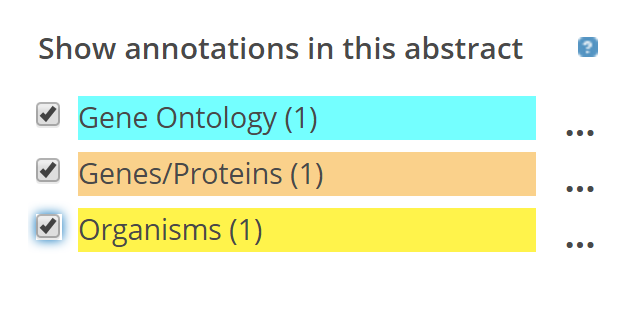 Show annotations in this abstract ?
Gene Ontology (1) ...
Genes/Proteins (1) ...
Organisms (1) ...